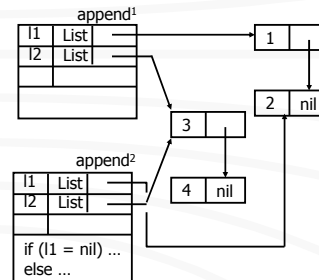 append1
l1 List
l2 List
1
2 nil
3
4 nil
append2
l1 List
l2 List
if (l1 = nil) ...
else ...